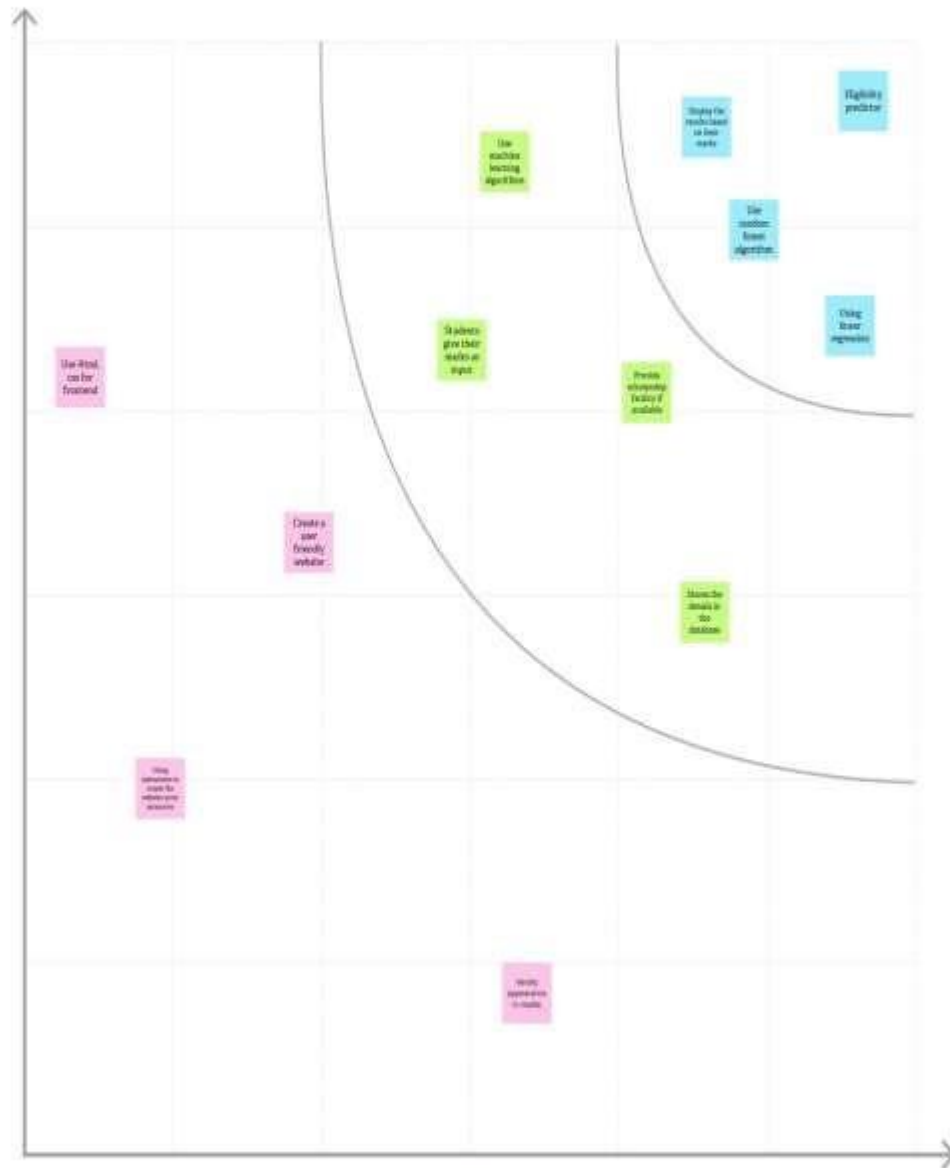 Eligibility
predictor
Display the
results based
on their
marks
Use
machine
learning
algorithm
Use
random
forest
algorithm
Using
linear
regression
Students
give their
marks as
input
Use Html,
css for
frontend
Provide
scholarship
facility if
available
Create a
user
friendly
website
Stores the
details in
the
database
Using